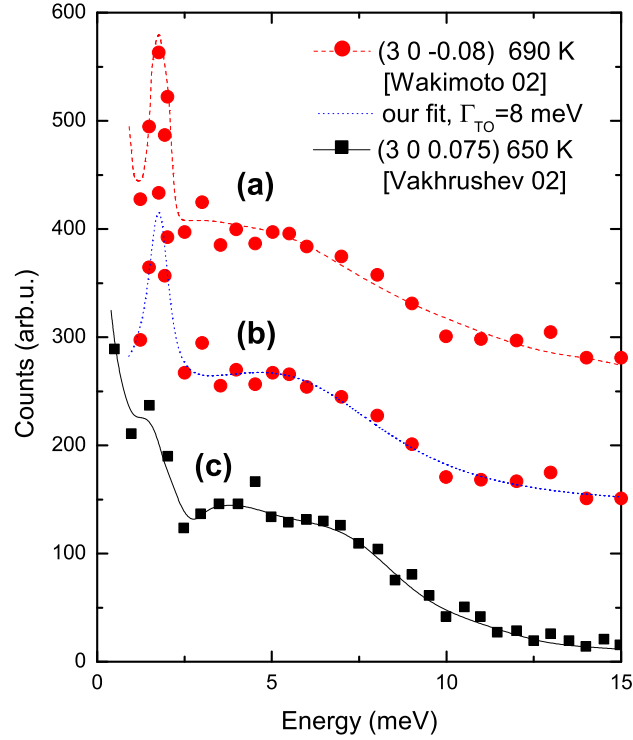 600
500
400
300
200
100
0
Counts (arb.u.)
(3 0 -0.08) 690 K
[Wakimoto 02]
our fit, Γ_TO=8 meV
(3 0 0.075) 650 K
[Vakhrushev 02]
(a)
(b)
(c)
0 5 10 15
Energy (meV)